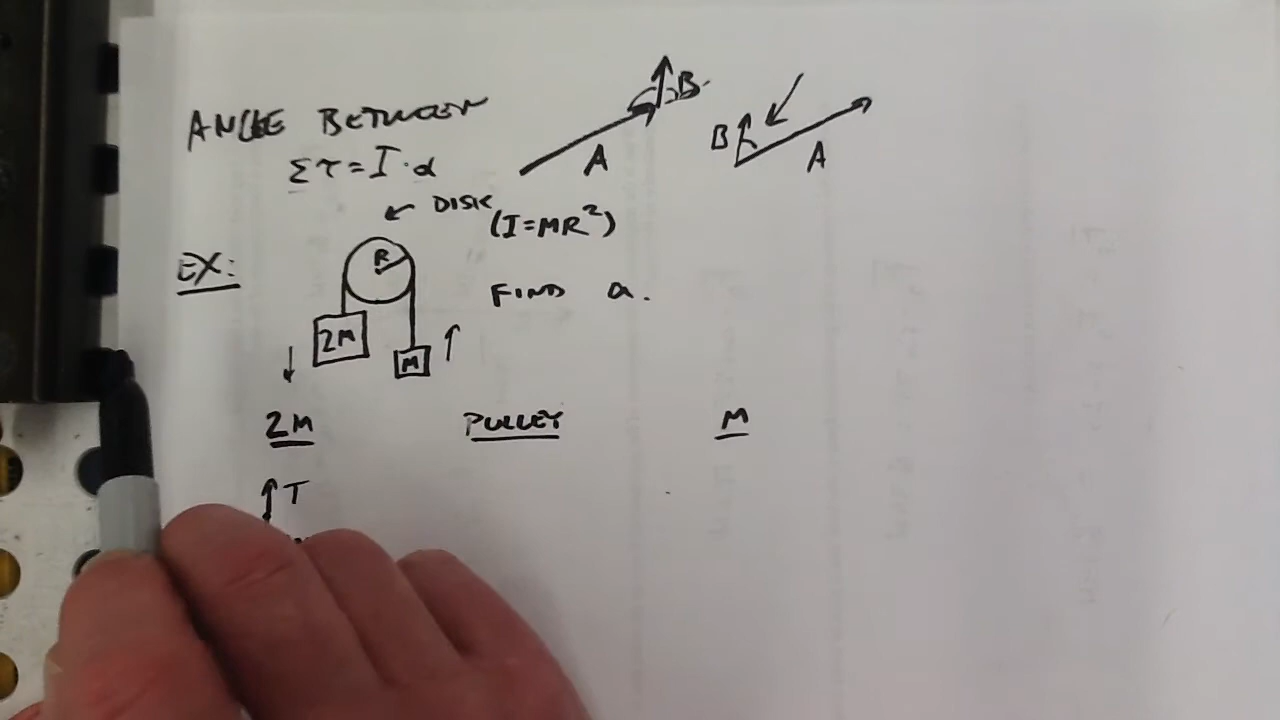 ANGLE BETWEEN
Στ=I·α
A
B
B
A
DISK
(I=MR²)
EX:
R
FIND a.
2M
M
2M
PULLEY
M
T